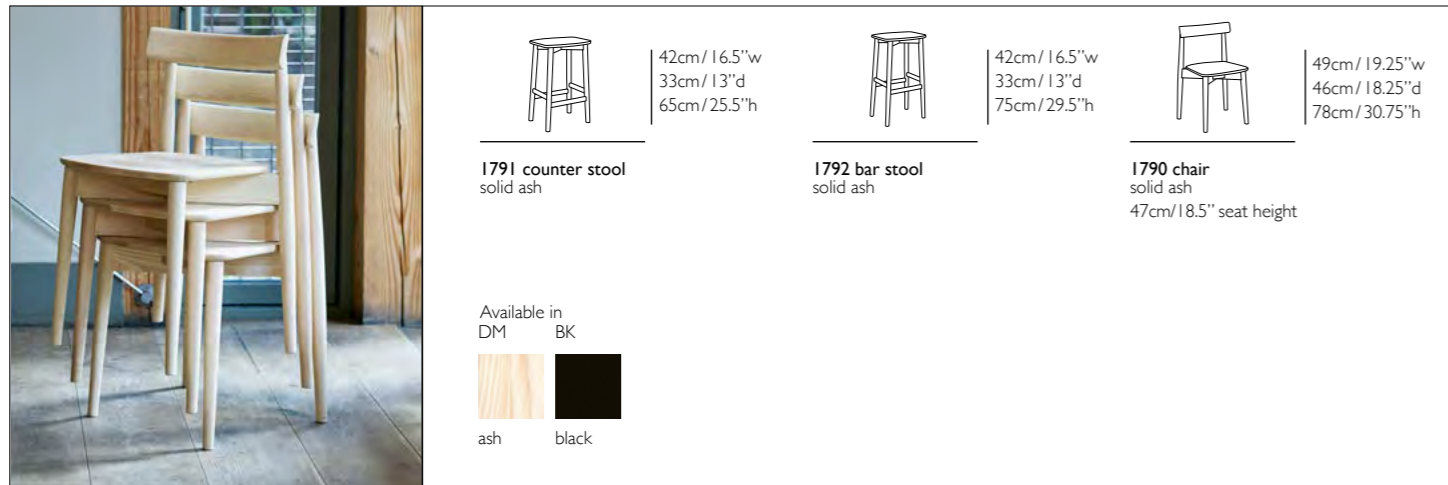 42cm/16.5”w
33cm/13”d
65cm/25.5”h
1791 counter stool
solid ash
42cm/16.5”w
33cm/13”d
75cm/29.5”h
1792 bar stool
solid ash
49cm/19.25”w
46cm/18.25”d
78cm/30.75”h
1790 chair
solid ash
47cm/18.5” seat height
Available in
DM BK
ash black